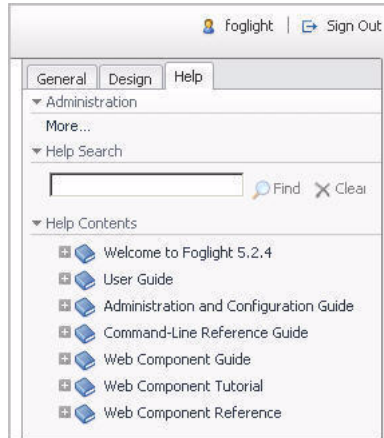 foglight | Sign Out
General Design Help
Administration
More...
Help Search
Find Clear
Help Contents
Welcome to Foglight 5.2.4
User Guide
Administration and Configuration Guide
Command-Line Reference Guide
Web Component Guide
Web Component Tutorial
Web Component Reference